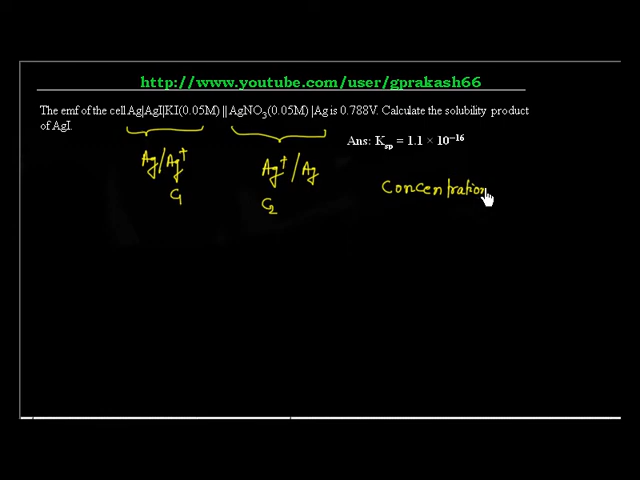 http://www.youtube.com/user/gprakash66
The emf of the cell Ag|AgI|KI(0.05M) || AgNO₃(0.05M) |Ag is 0.788V. Calculate the solubility product
of AgI.
Ans: Kₛₚ = 1.1 × 10⁻¹⁶
Ag/Ag⁺ Ag⁺/Ag
C₁ C₂
Concentration